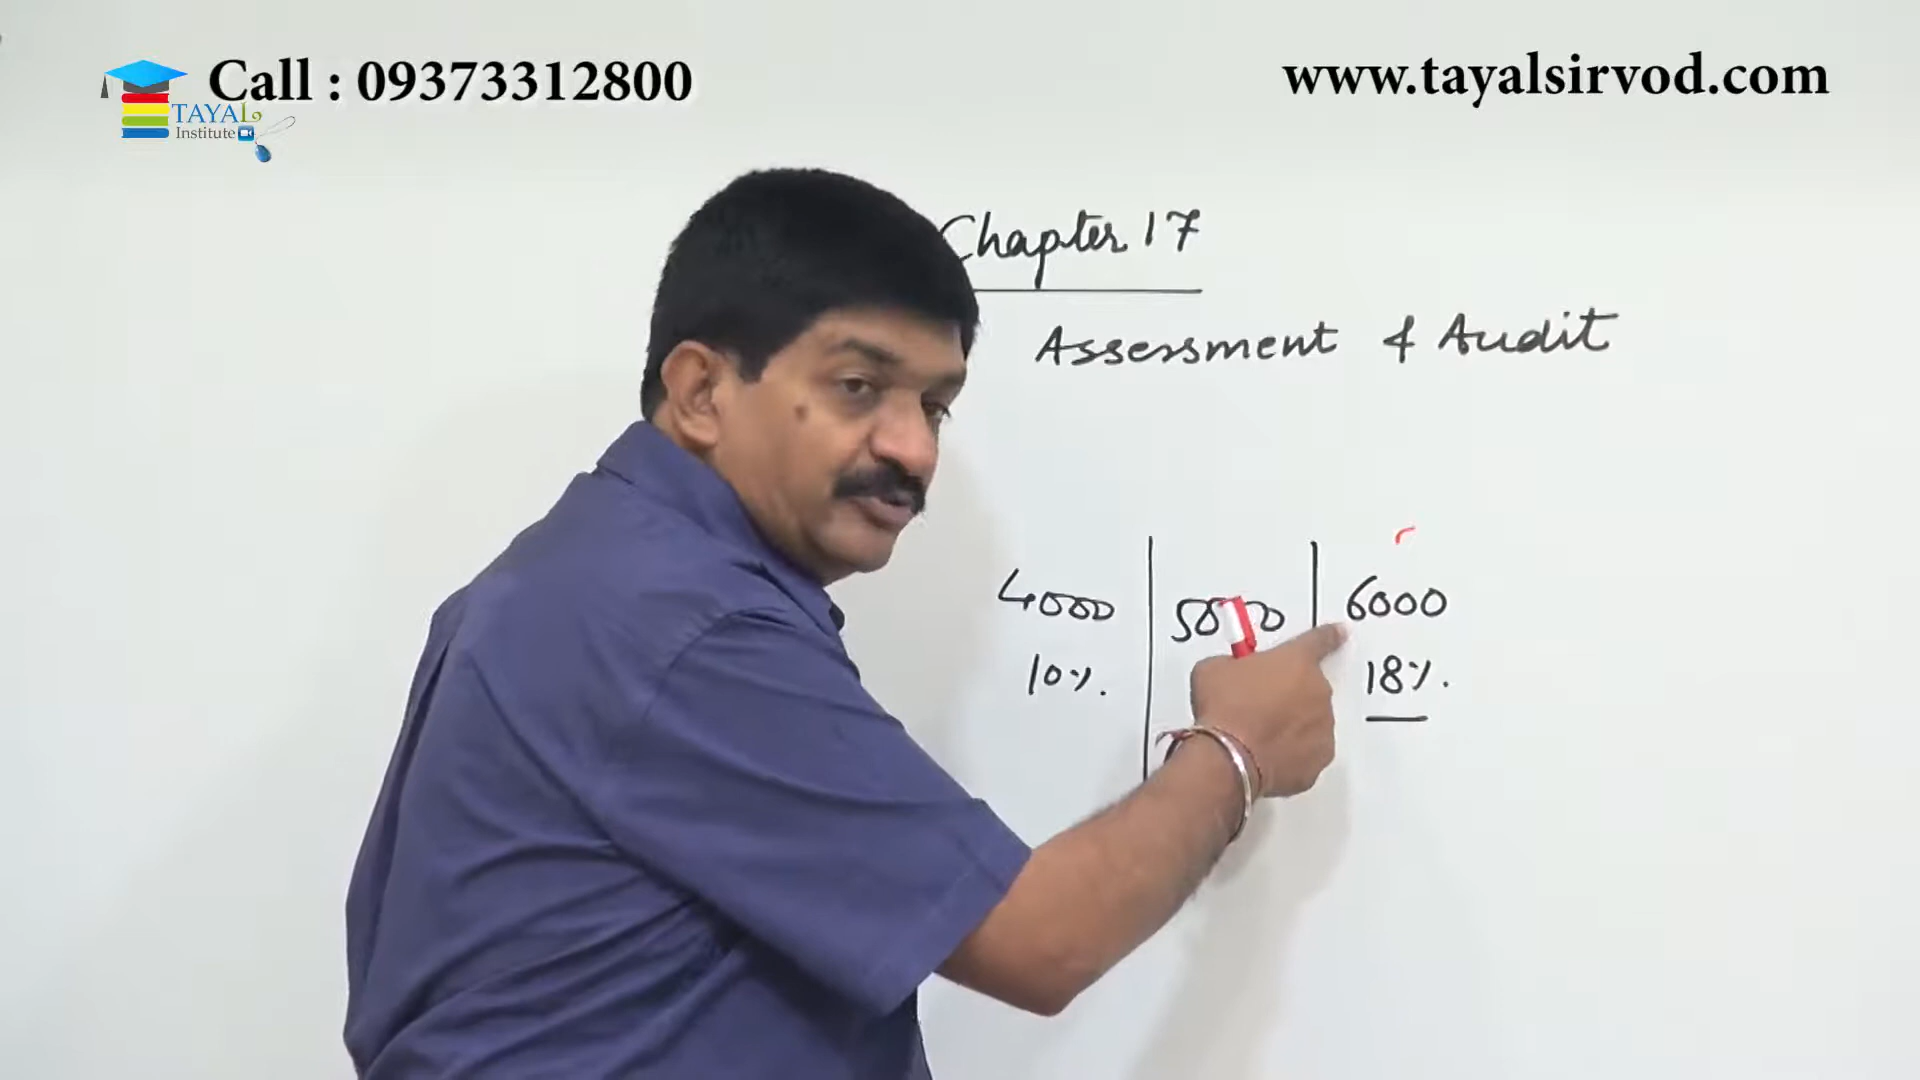 Call : 09373312800
www.tayalsirvod.com
TAYAL
Institute
Chapter 17
Assessment & Audit
4000
6000
10%.
18%.